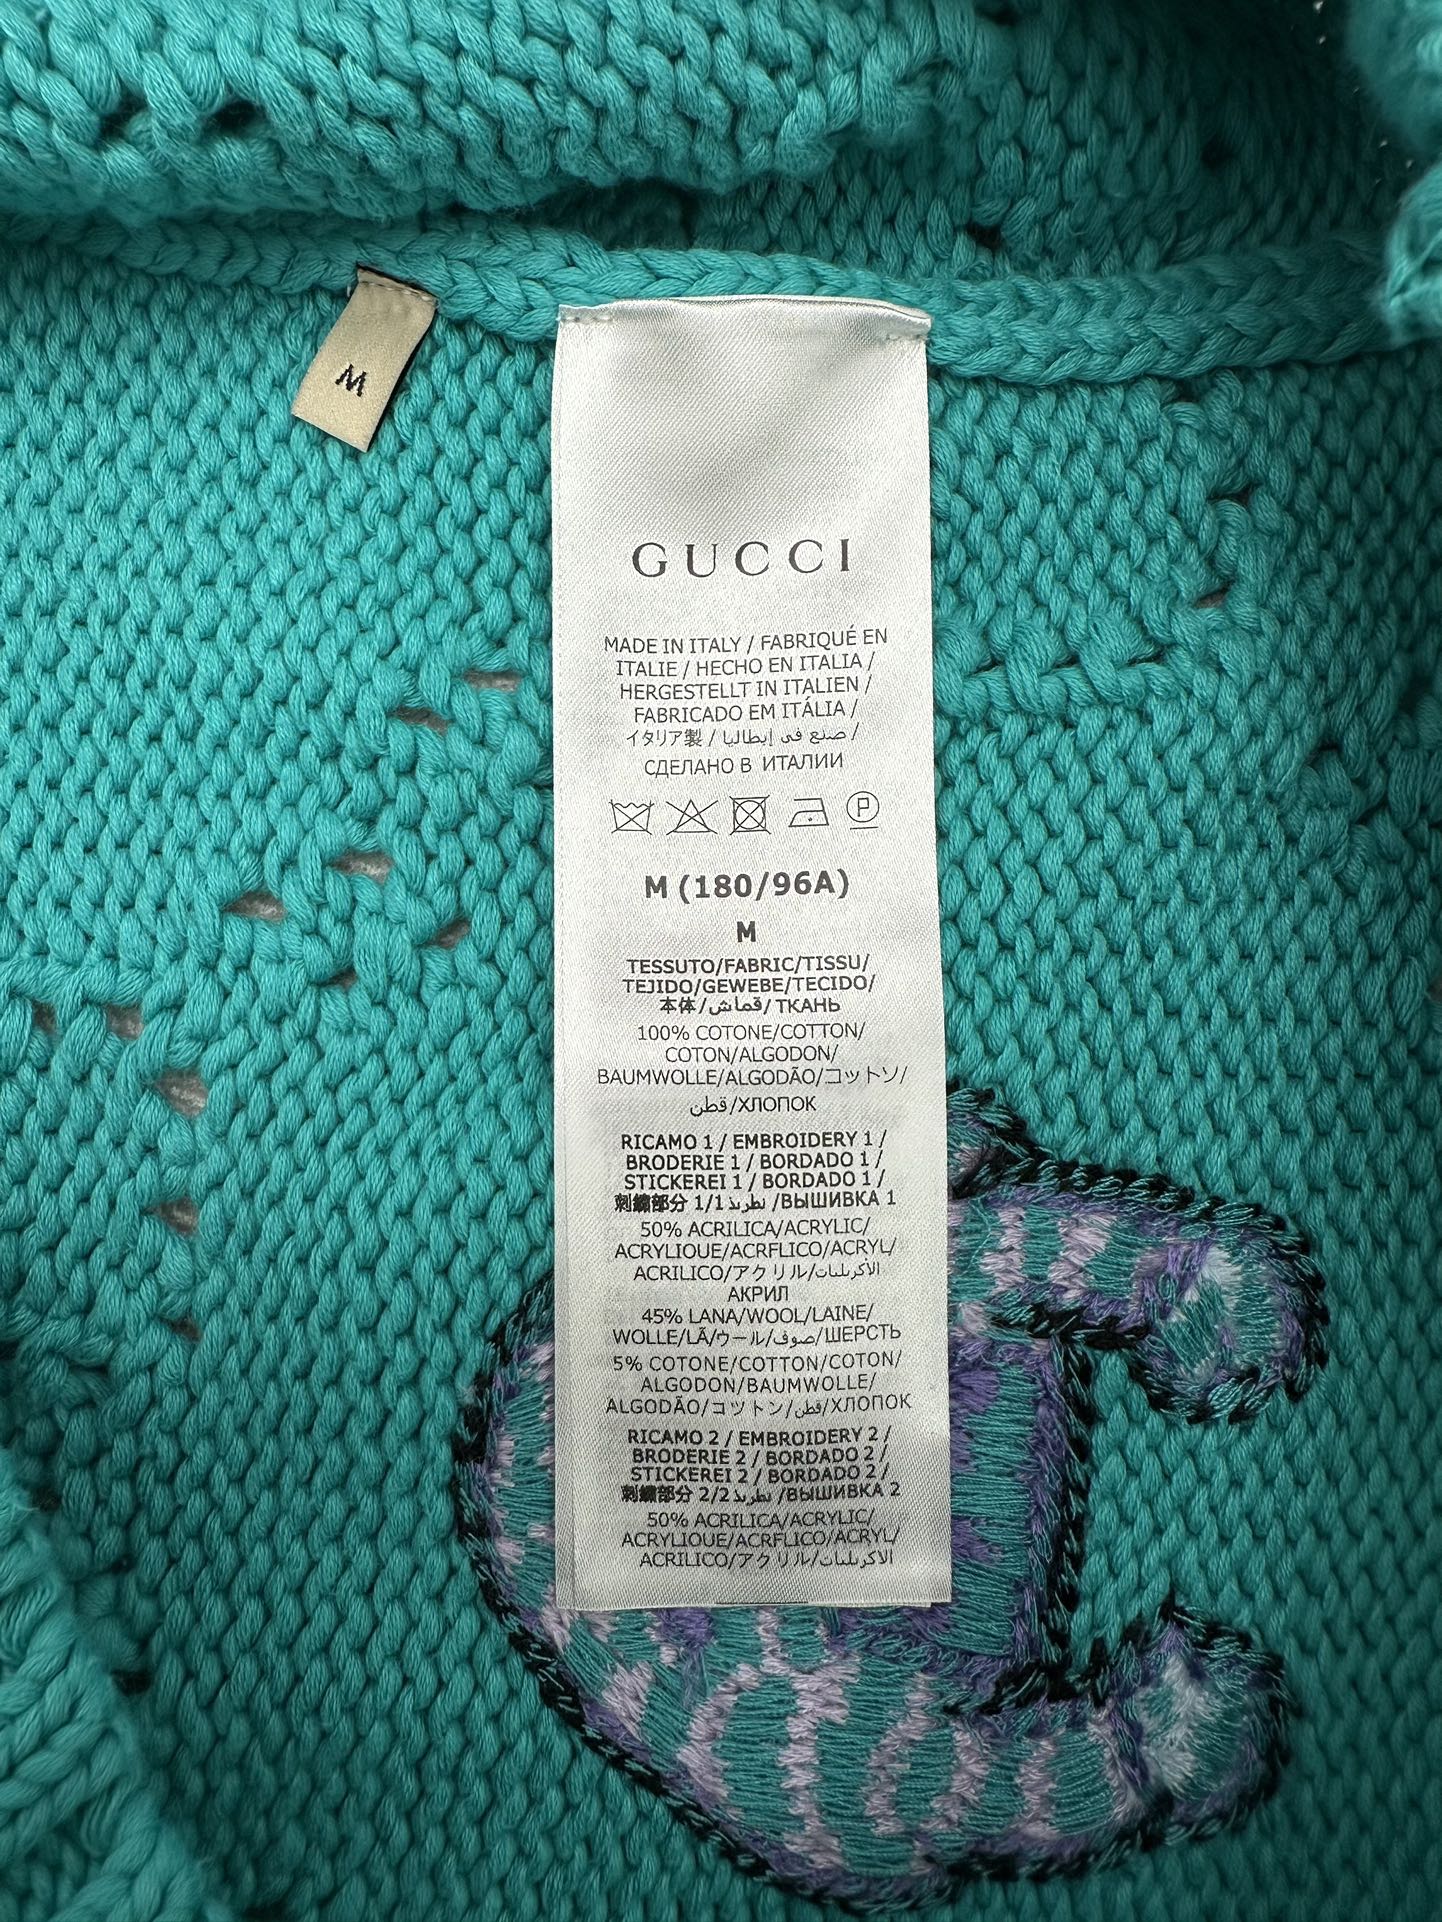 M
GUCCI
MADE IN ITALY / FABRIQUÉ EN
ITALIE / HECHO EN ITALIA /
HERGESTELLT IN ITALIEN /
FABRICADO EM ITÁLIA /
イタリア製 / صنع في إيطاليا /
СДЕЛАНО В ИТАЛИИ
P
M (180/96A)
M
TESSUTO/FABRIC/TISSU/
TEJIDO/GEWEBE/TECIDO/
本体/قماش/ТКАНЬ
100% COTONE/COTTON/
COTON/ALGODON/
BAUMWOLLE/ALGODÃO/コットソ/
قطن/ХЛОПОК
RICAMO 1 / EMBROIDERY 1 /
BRODERIE 1 / BORDADO 1 /
STICKEREI 1 / BORDADO 1 /
刺繍部分 1/1 تطريز /ВЫШИВКА 1
50% ACRILICA/ACRYLIC/
ACRYLIQUE/ACRFLICO/ACRYL/
ACRILICO/アクリル/الأكريليات/
АКРИЛ
45% LANA/WOOL/LAINE/
WOLLE/LÃ/ウール/صوف/ШЕРСТЬ
5% COTONE/COTTON/COTON/
ALGODON/BAUMWOLLE/
ALGODÃO/コットン/قطن/ХЛОПОК
RICAMO 2 / EMBROIDERY 2 /
BRODERIE 2 / BORDADO 2 /
STICKEREI 2 / BORDADO 2 /
刺繍部分 2/2 تطريز /ВЫШИВКА 2
50% ACRILICA/ACRYLIC/
ACRYLIQUE/ACRFLICO/ACRYL/
ACRILICO/アクリル/الأكريليات/